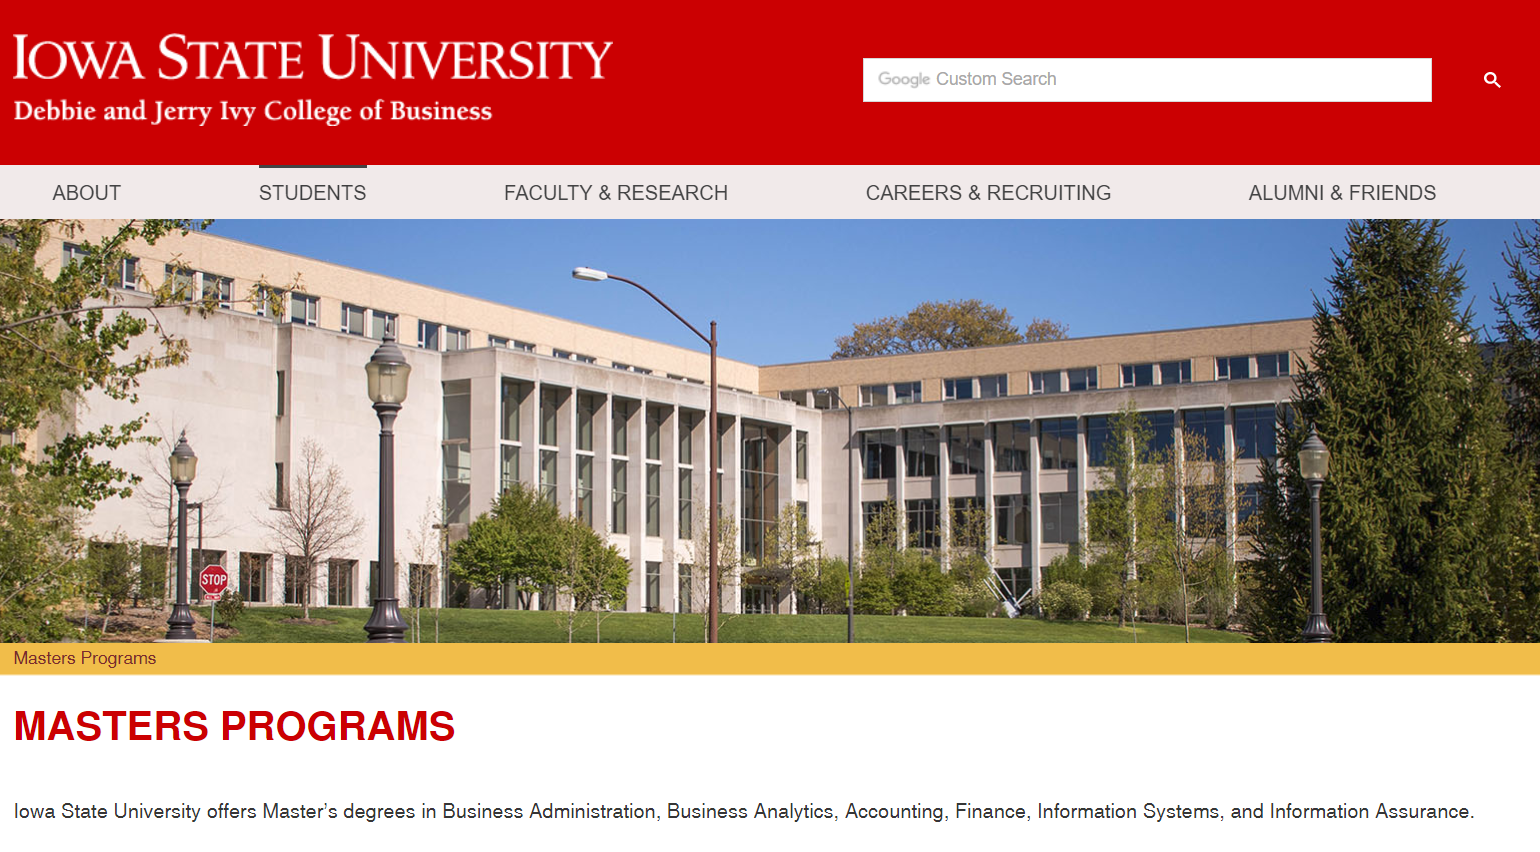 IOWA STATE UNIVERSITY
Debbie and Jerry Ivy College of Business
Google Custom Search
ABOUT STUDENTS FACULTY & RESEARCH CAREERS & RECRUITING ALUMNI & FRIENDS
STOP
Masters Programs
MASTERS PROGRAMS
Iowa State University offers Master’s degrees in Business Administration, Business Analytics, Accounting, Finance, Information Systems, and Information Assurance.